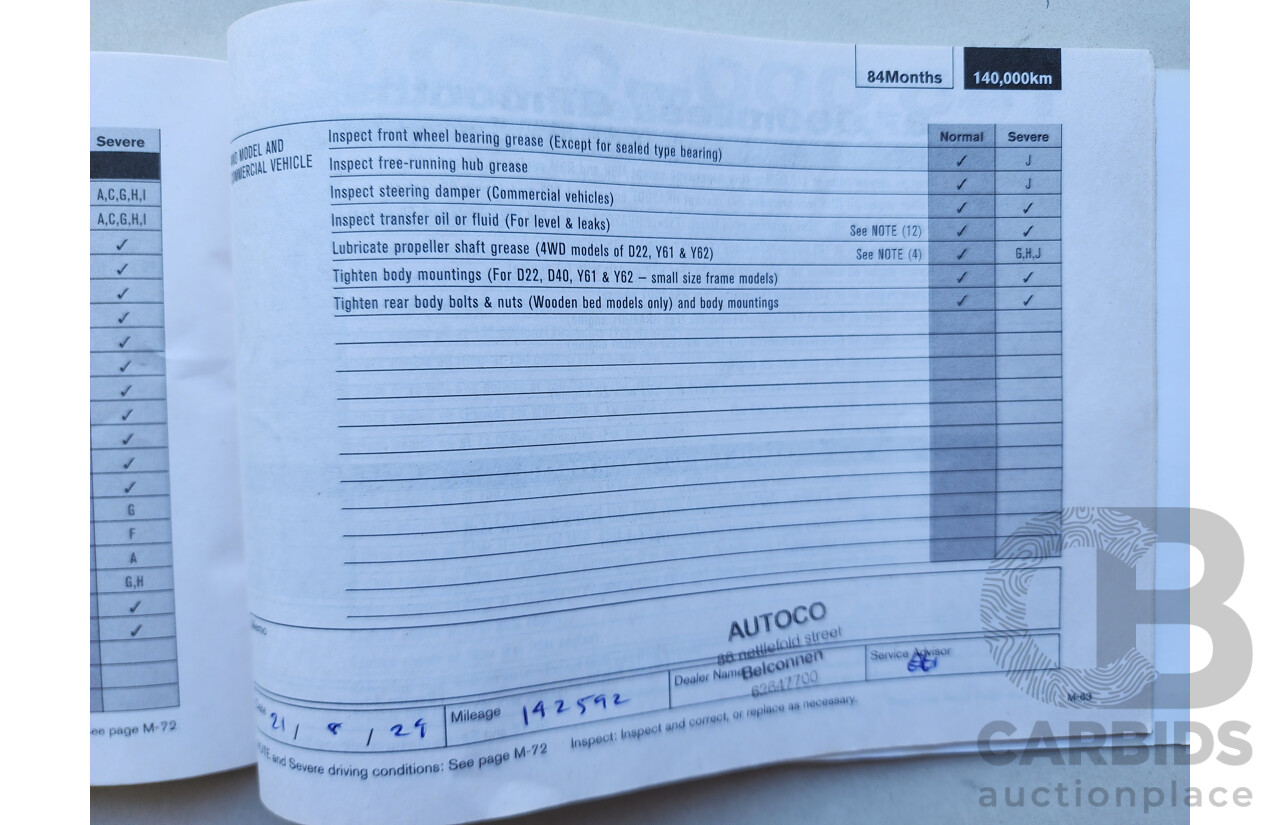 Severe
A,C,G,H,I
A,C,G,H,I
✓
✓
✓
✓
✓
✓
✓
✓
✓
✓
✓
G
F
A
G,H
✓
✓
ee page M-72
84Months 140,000km
MODEL AND
MMERCIAL VEHICLE
Normal Severe
Inspect front wheel bearing grease (Except for sealed type bearing) ✓ J
Inspect free-running hub grease ✓ J
Inspect steering damper (Commercial vehicles) ✓ ✓
Inspect transfer oil or fluid (For level & leaks) See NOTE (12) ✓ ✓
Lubricate propeller shaft grease (4WD models of D22, Y61 & Y62) See NOTE (4) ✓ G,H,J
Tighten body mountings (For D22, D40, Y61 & Y62 – small size frame models) ✓ ✓
Tighten rear body bolts & nuts (Wooden bed models only) and body mountings ✓ ✓
AUTOCO
86 nettlefold street
Belconnen
62647700
Dealer Name
Service Advisor
21 / 8 / 29 Mileage 142592
NOTE and Severe driving conditions: See page M-72 Inspect: Inspect and correct, or replace as necessary.
M-63
CB
CARBIDS
auctionplace